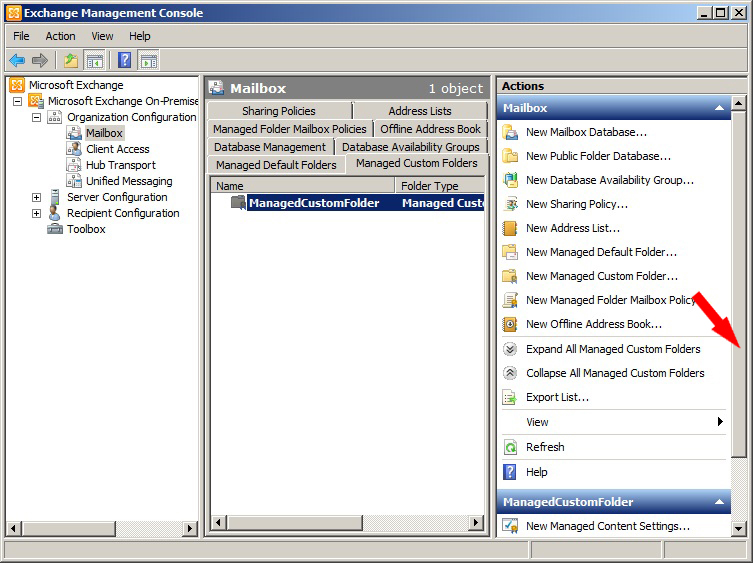 Exchange Management Console
File Action View Help
Microsoft Exchange
Microsoft Exchange On-Premise
Organization Configuration
Mailbox
Client Access
Hub Transport
Unified Messaging
Server Configuration
Recipient Configuration
Toolbox
Mailbox 1 object
Sharing Policies Address Lists
Managed Folder Mailbox Policies Offline Address Book
Database Management Database Availability Groups
Managed Default Folders Managed Custom Folders
Name Folder Type
ManagedCustomFolder Managed Cust
Actions
Mailbox
New Mailbox Database...
New Public Folder Database...
New Database Availability Group...
New Sharing Policy...
New Address List...
New Managed Default Folder...
New Managed Custom Folder...
New Managed Folder Mailbox Policy
New Offline Address Book...
Expand All Managed Custom Folders
Collapse All Managed Custom Folders
Export List...
View
Refresh
Help
ManagedCustomFolder
New Managed Content Settings...